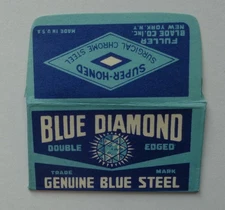 FULLER
BLADE CO. INC.
NEW YORK, N.Y.
MADE IN U S A
SUPER-HONED
SURGICAL CHROME STEEL
BLUE DIAMOND
DOUBLE EDGED
TRADE MARK
GENUINE BLUE STEEL